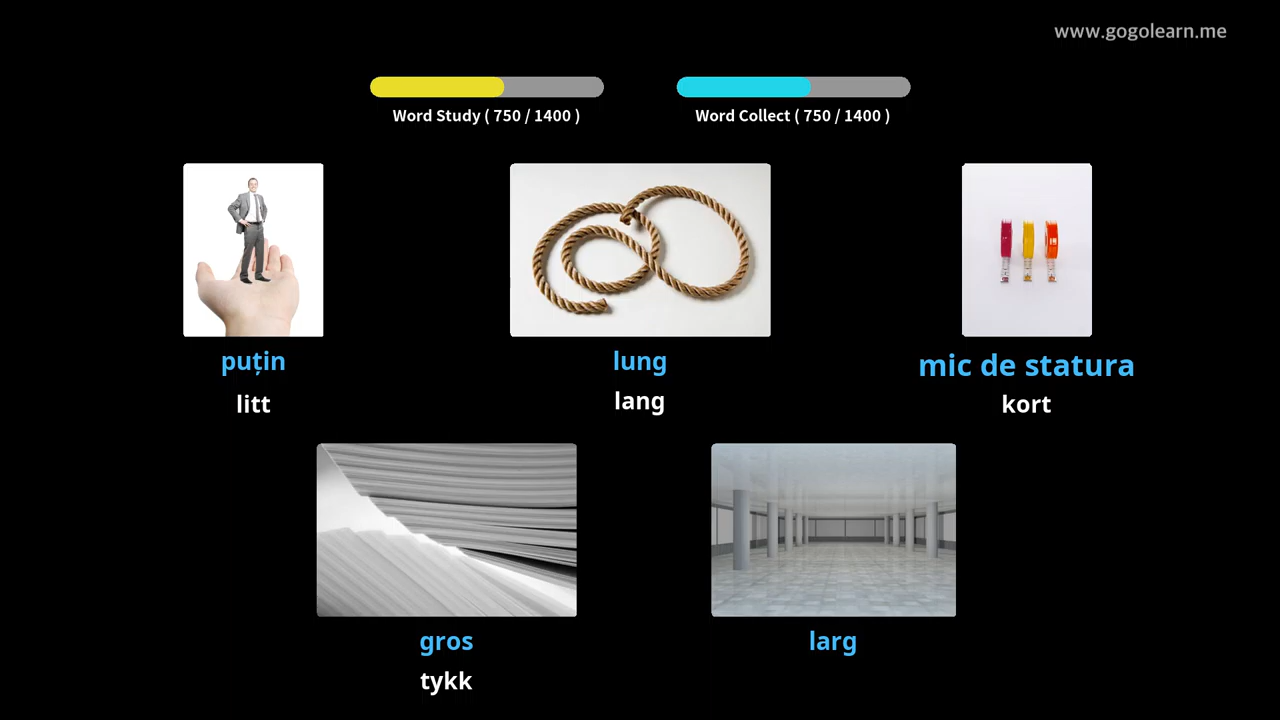 www.gogolearn.me
Word Study ( 750 / 1400 )
Word Collect ( 750 / 1400 )
puțin
litt
lung
lang
mic de statura
kort
gros
tykk
larg